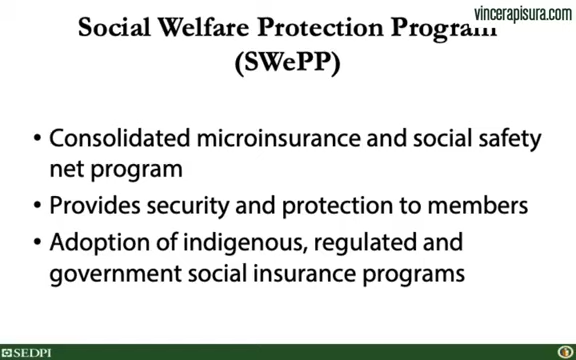 vincerapisura.com
Social Welfare Protection Program
(SWePP)
• Consolidated microinsurance and social safety
net program
• Provides security and protection to members
• Adoption of indigenous, regulated and
government social insurance programs
SEDPI